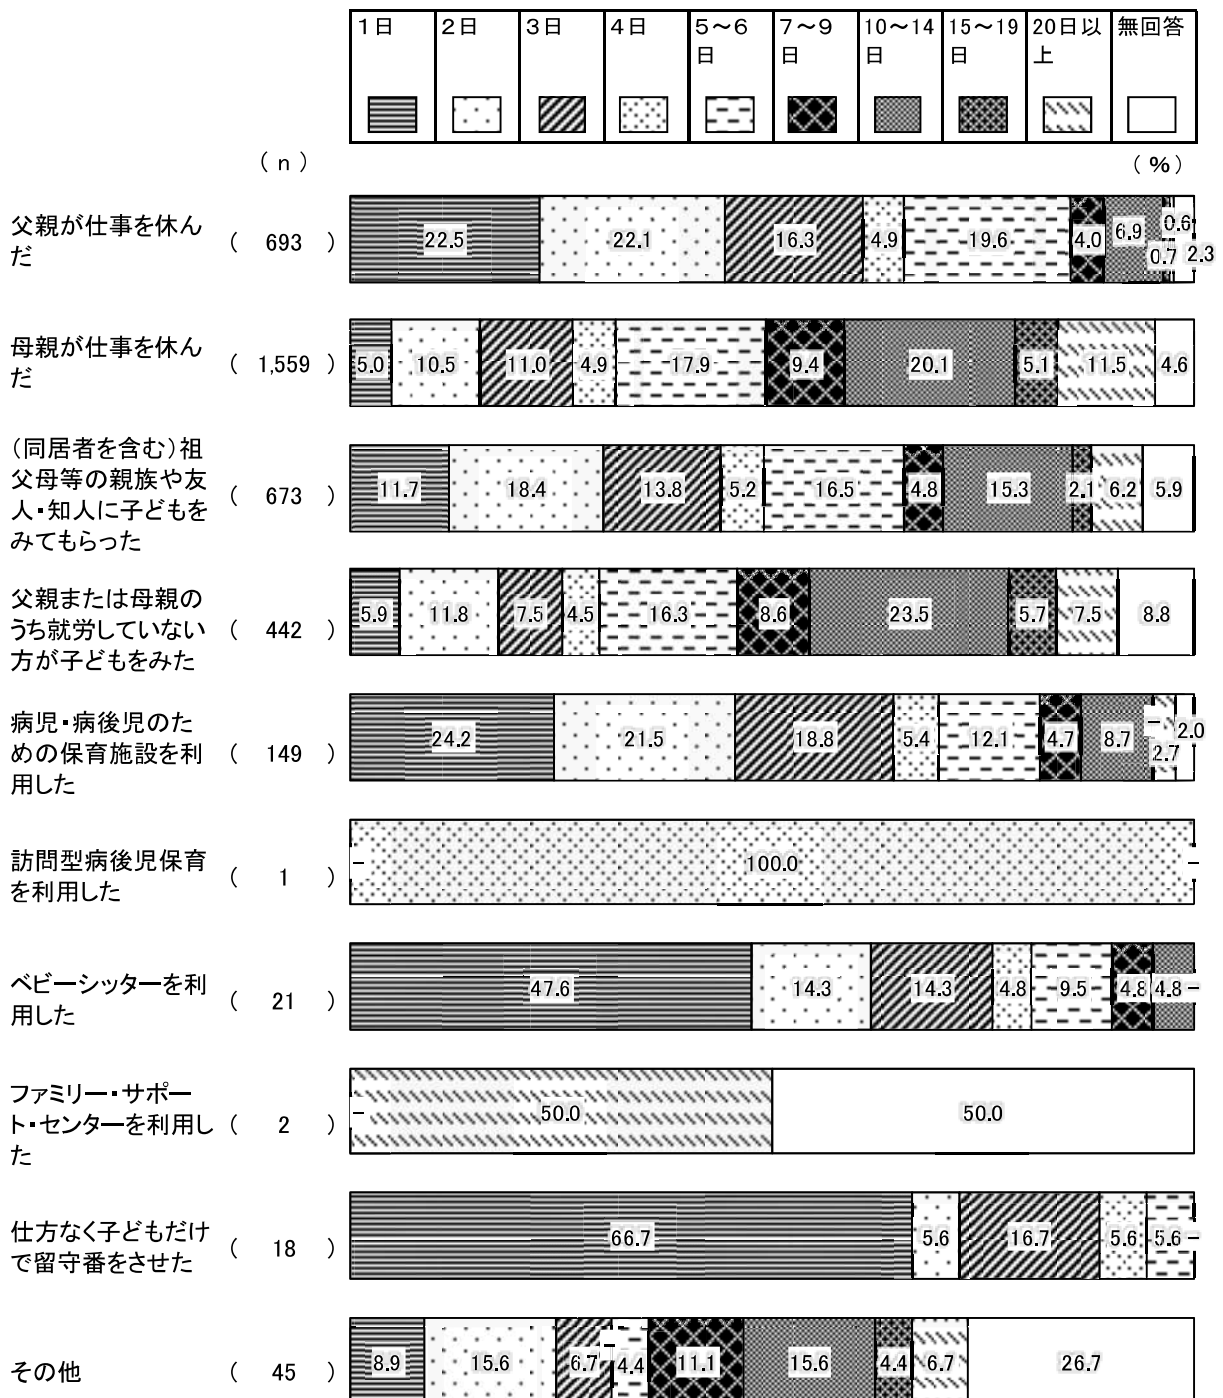 1日 2日 3日 4日 5～6日 7～9日 10～14日 15～19日 20日以上 無回答
（ｎ） （％）
父親が仕事を休ん
だ
（ 693 ） 22.5 22.1 16.3 4.9 19.6 4.0 6.9 0.7 0.6 2.3
母親が仕事を休ん
だ
（ 1,559 ） 5.0 10.5 11.0 4.9 17.9 9.4 20.1 5.1 11.5 4.6
（同居者を含む）祖
父母等の親族や友
人・知人に子どもを
みてもらった
（ 673 ） 11.7 18.4 13.8 5.2 16.5 4.8 15.3 2.1 6.2 5.9
父親または母親の
うち就労していない
方が子どもをみた
（ 442 ） 5.9 11.8 7.5 4.5 16.3 8.6 23.5 5.7 7.5 8.8
病児・病後児のた
めの保育施設を利
用した
（ 149 ） 24.2 21.5 18.8 5.4 12.1 4.7 8.7 - 2.7 2.0
訪問型病後児保育
を利用した
（ 1 ） - 100.0 -
ベビーシッターを利
用した
（ 21 ） 47.6 14.3 14.3 4.8 9.5 4.8 4.8 -
ファミリー・サポー
ト・センターを利用し
た
（ 2 ） - 50.0 50.0
仕方なく子どもだけ
で留守番をさせた
（ 18 ） 66.7 5.6 16.7 5.6 5.6 -
その他
（ 45 ） 8.9 15.6 6.7 - 4.4 11.1 15.6 4.4 6.7 26.7